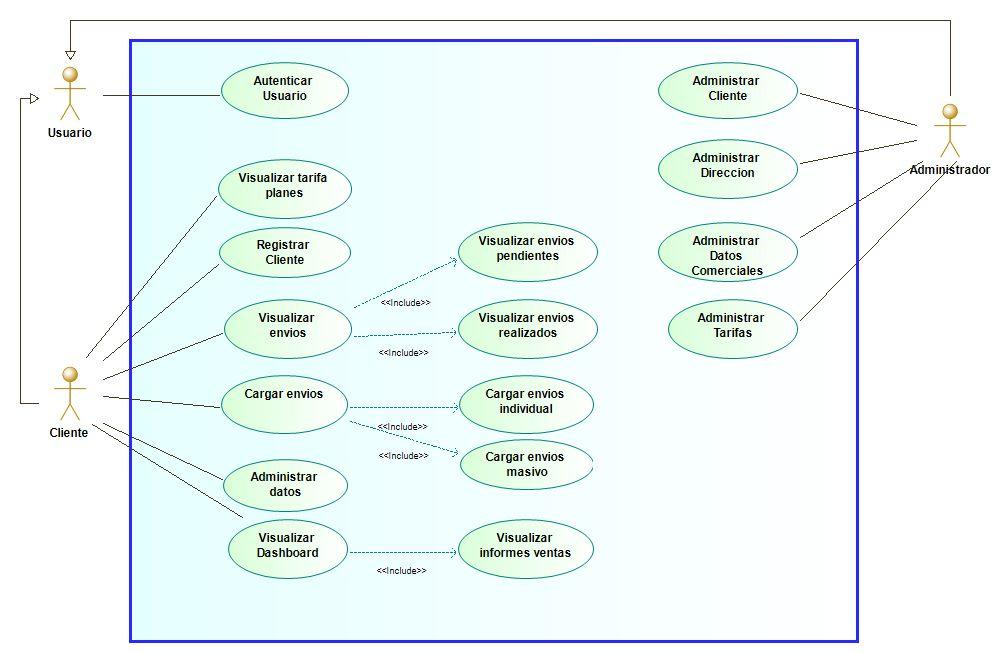 Autenticar
Usuario
Administrar
Cliente
Usuario
Administrar
Direccion
Administrador
Visualizar tarifa
planes
Registrar
Cliente
Visualizar envios
pendientes
Administrar
Datos
Comerciales
<<Include>>
Visualizar
envios
Visualizar envios
realizados
Administrar
Tarifas
<<Include>>
Cargar envios
Cargar envios
individual
Cliente
<<Include>>
<<Include>>
Cargar envios
masivo
Administrar
datos
Visualizar
Dashboard
Visualizar
informes ventas
<<Include>>